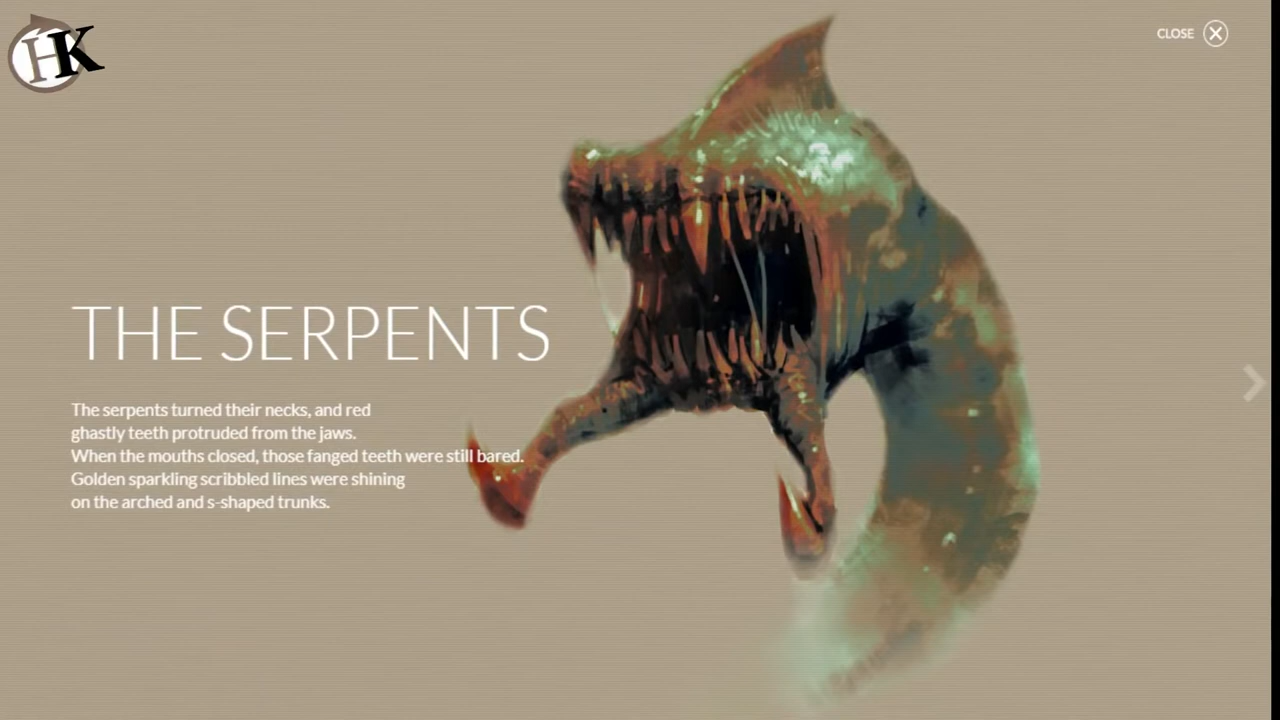 HK
CLOSE
THE SERPENTS
The serpents turned their necks, and red
ghastly teeth protruded from the jaws.
When the mouths closed, those fanged teeth were still bared.
Golden sparkling scribbled lines were shining
on the arched and s-shaped trunks.